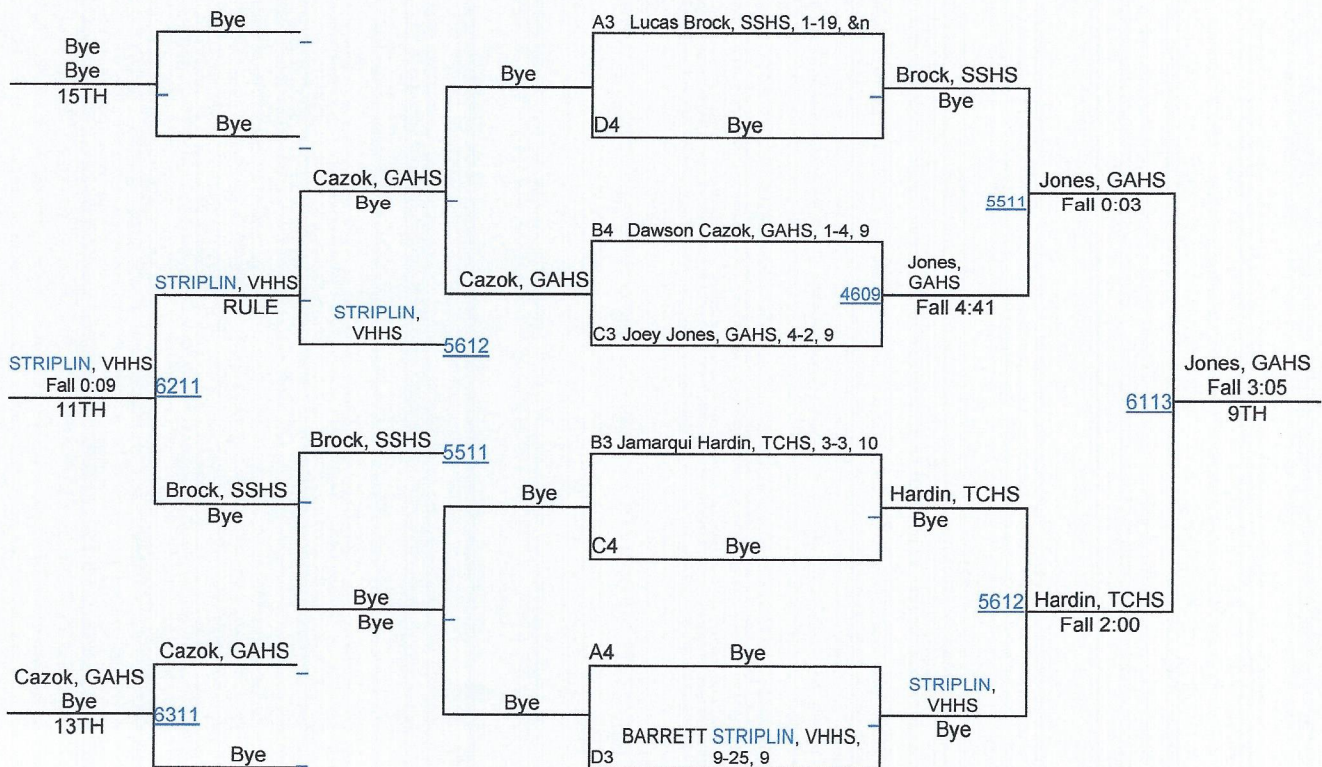 Bye
A3 Lucas Brock, SSHS, 1-19, &n
Bye
Bye
Bye
Brock, SSHS
15TH
Bye
Bye
D4 Bye
Cazok, GAHS
Bye
Jones, GAHS
5511
Fall 0:03
B4 Dawson Cazok, GAHS, 1-4, 9
Cazok, GAHS
Jones,
GAHS
STRIPLIN, VHHS
4609
RULE
STRIPLIN,
VHHS
Fall 4:41
C3 Joey Jones, GAHS, 4-2, 9
5612
STRIPLIN, VHHS
Fall 0:09
6211
11TH
Jones, GAHS
Fall 3:05
6113
9TH
Brock, SSHS
5511
B3 Jamarqui Hardin, TCHS, 3-3, 10
Brock, SSHS
Bye
Bye
Hardin, TCHS
Bye
C4 Bye
Bye
Bye
5612
Hardin, TCHS
Fall 2:00
Cazok, GAHS
A4 Bye
Cazok, GAHS
Bye
6311
13TH
Bye
STRIPLIN,
VHHS
Bye
BARRETT STRIPLIN, VHHS,
D3 9-25, 9
Bye